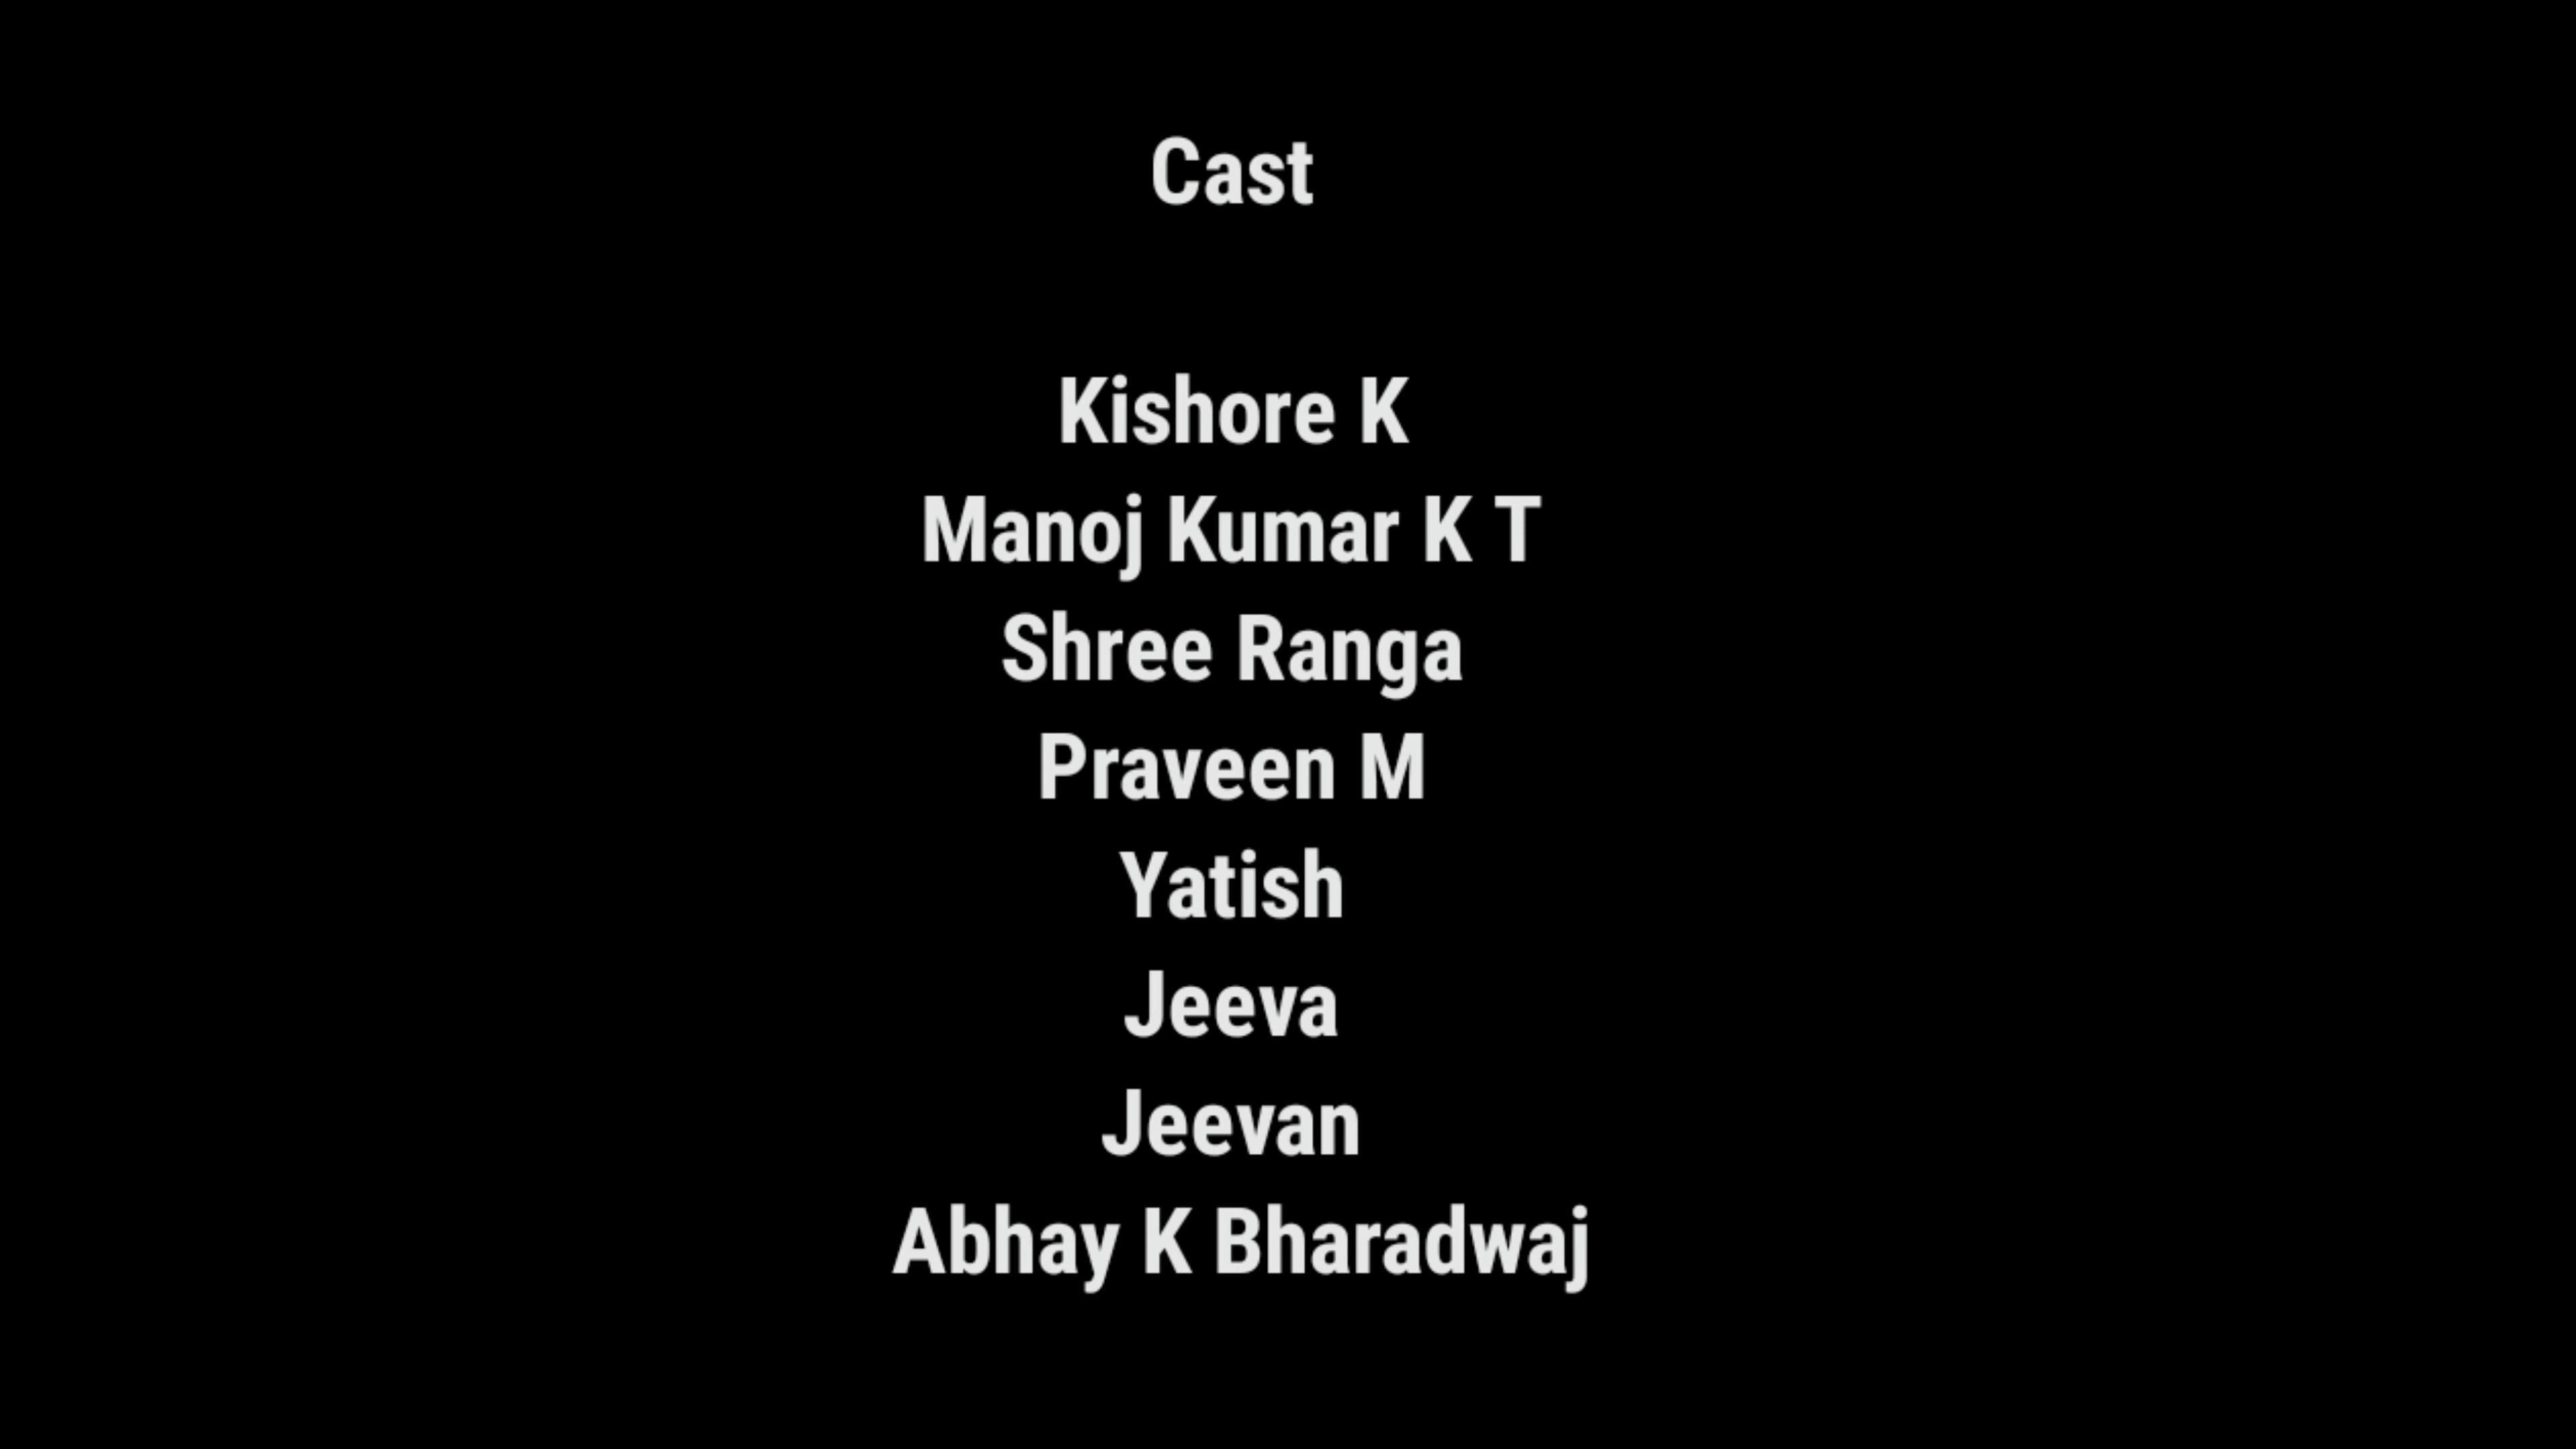 Cast
Kishore K
Manoj Kumar K T
Shree Ranga
Praveen M
Yatish
Jeeva
Jeevan
Abhay K Bharadwaj